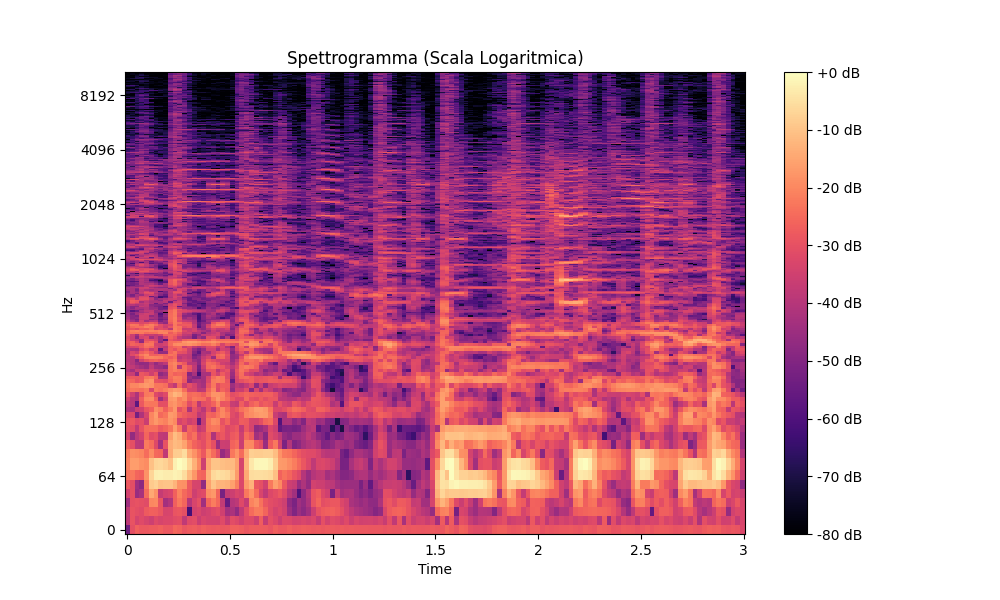 Spettrogramma (Scala Logaritmica)
+0 dB
8192
-10 dB
4096
-20 dB
2048
-30 dB
1024
-40 dB
Hz
512
-50 dB
256
-60 dB
128
-70 dB
64
0
-80 dB
0 0.5 1 1.5 2 2.5 3
Time